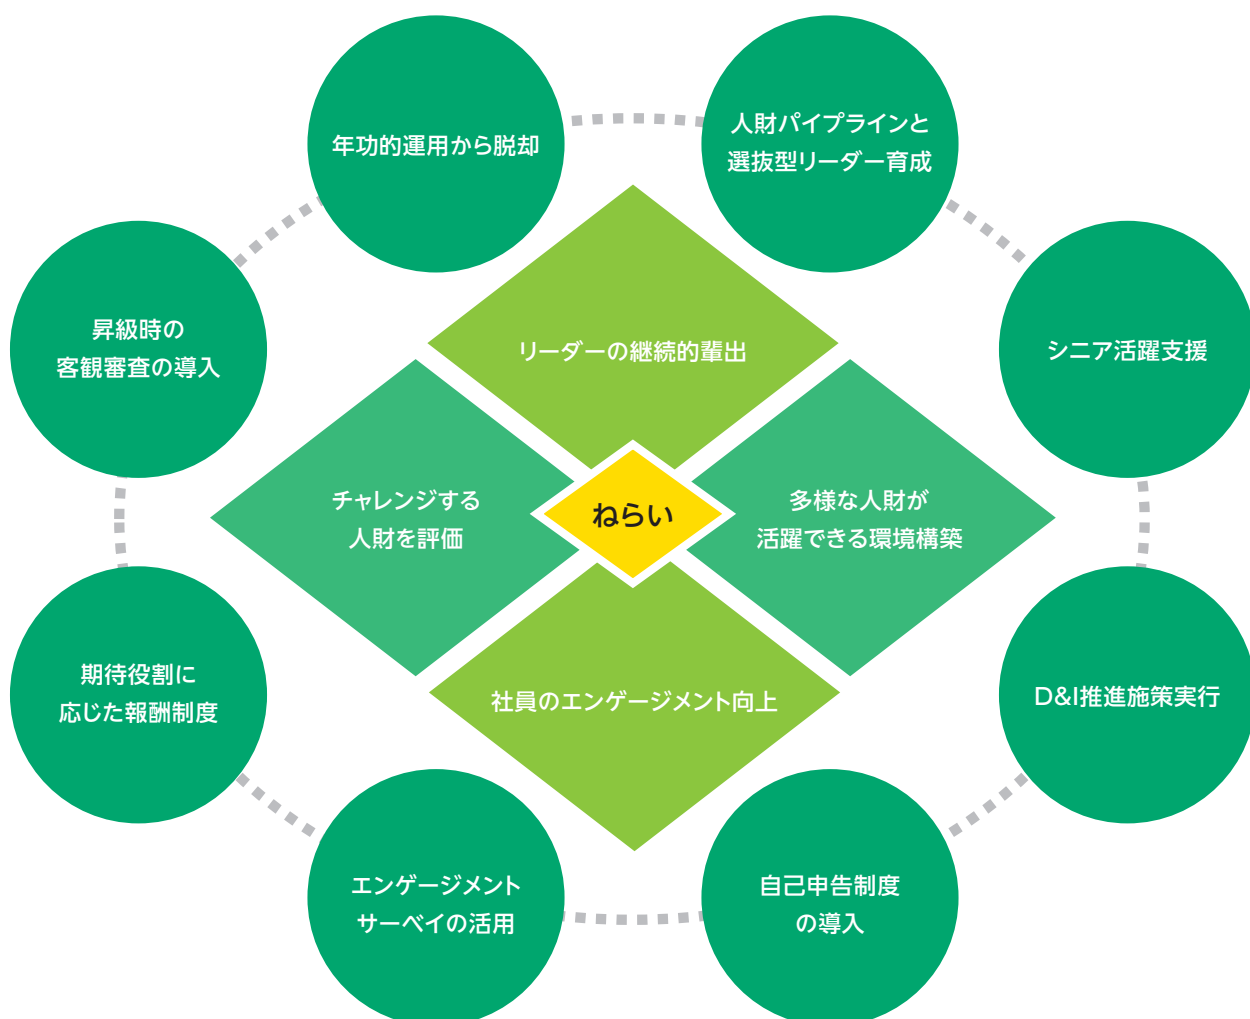 年功的運用から脱却
人財パイプラインと
選抜型リーダー育成
昇級時の
客観審査の導入
リーダーの継続的輩出
シニア活躍支援
チャレンジする
人財を評価
ねらい
多様な人財が
活躍できる環境構築
期待役割に
応じた報酬制度
社員のエンゲージメント向上
D&I推進施策実行
エンゲージメント
サーベイの活用
自己申告制度
の導入